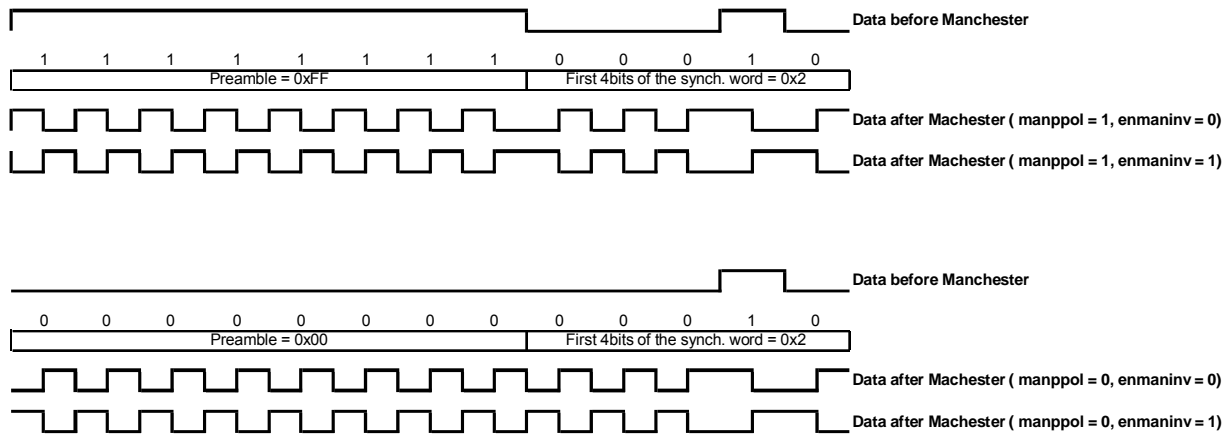 Data before Manchester
1 1 1 1 1 1 1 1 0 0 0 1 0
Preamble = 0xFF First 4bits of the synch. word = 0x2
Data after Machester ( manppol = 1, enmaninv = 0)
Data after Machester ( manppol = 1, enmaninv = 1)
Data before Manchester
0 0 0 0 0 0 0 0 0 0 0 1 0
Preamble = 0x00 First 4bits of the synch. word = 0x2
Data after Machester ( manppol = 0, enmaninv = 0)
Data after Machester ( manppol = 0, enmaninv = 1)